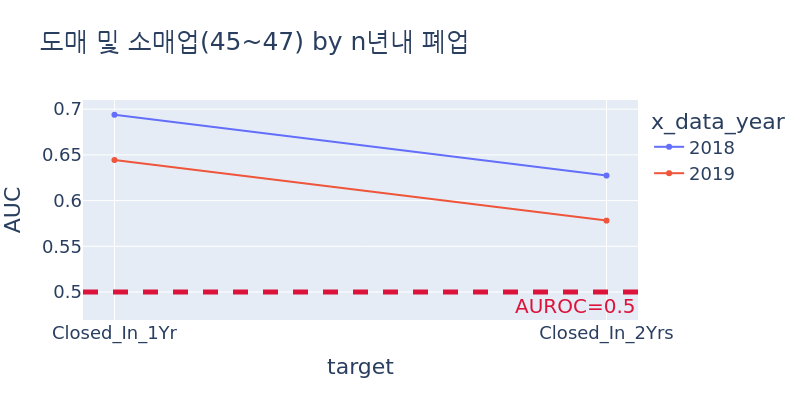 도매 및 소매업(45~47) by n년내 폐업
x_data_year
2018
2019
AUC
0.7
0.65
0.6
0.55
0.5
AUROC=0.5
Closed_In_1Yr
Closed_In_2Yrs
target